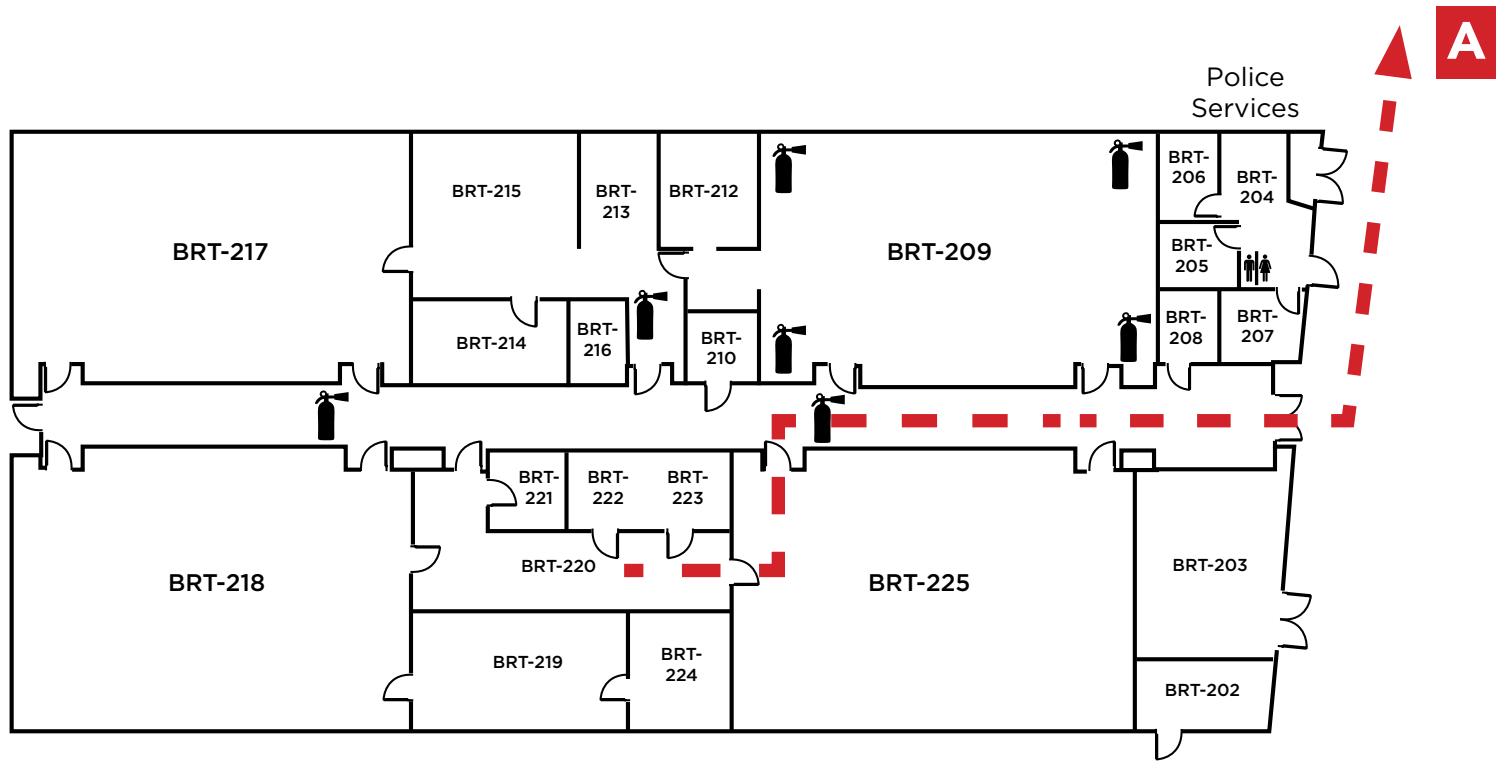 A
Police
Services
BRT-217
BRT-215
BRT-
213
BRT-212
BRT-209
BRT-
206
BRT-
204
BRT-
205
BRT-214
BRT-
216
BRT-
210
BRT-
208
BRT-
207
BRT-218
BRT-
221
BRT-
222
BRT-
223
BRT-220
BRT-225
BRT-203
BRT-219
BRT-
224
BRT-202